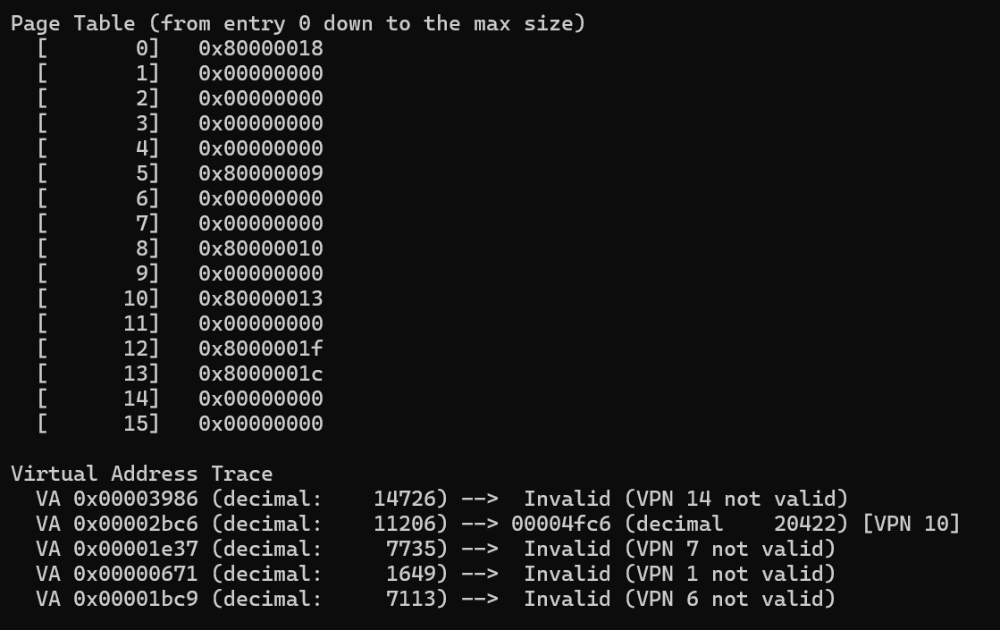 Page Table (from entry 0 down to the max size)
  [       0]   0x80000018
  [       1]   0x00000000
  [       2]   0x00000000
  [       3]   0x00000000
  [       4]   0x00000000
  [       5]   0x80000009
  [       6]   0x00000000
  [       7]   0x00000000
  [       8]   0x80000010
  [       9]   0x00000000
  [      10]   0x80000013
  [      11]   0x00000000
  [      12]   0x8000001f
  [      13]   0x8000001c
  [      14]   0x00000000
  [      15]   0x00000000

Virtual Address Trace
  VA 0x00003986 (decimal:    14726) -->  Invalid (VPN 14 not valid)
  VA 0x00002bc6 (decimal:    11206) --> 00004fc6 (decimal    20422) [VPN 10]
  VA 0x00001e37 (decimal:     7735) -->  Invalid (VPN 7 not valid)
  VA 0x00000671 (decimal:     1649) -->  Invalid (VPN 1 not valid)
  VA 0x00001bc9 (decimal:     7113) -->  Invalid (VPN 6 not valid)